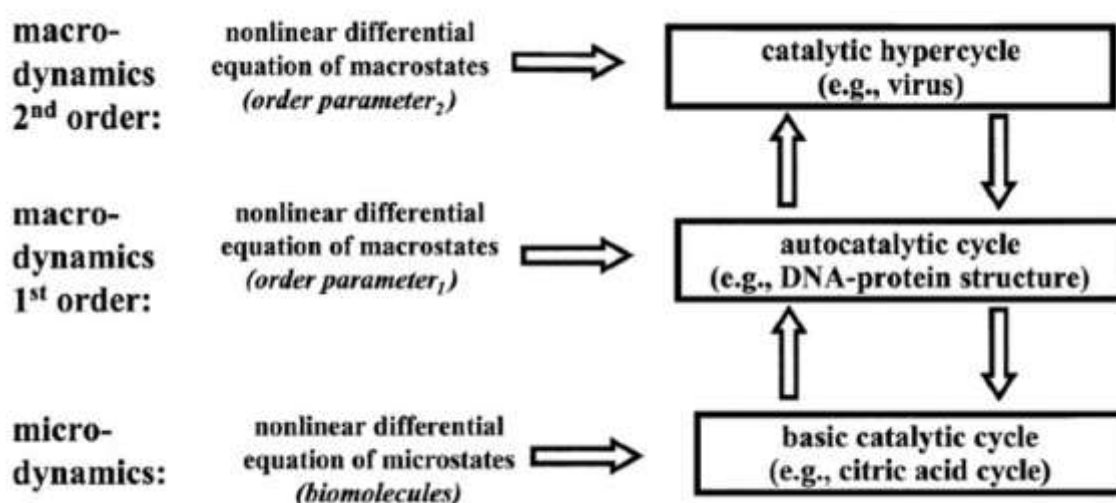 macro-
dynamics
2nd order:
nonlinear differential
equation of macrostates
(order parameter2)
catalytic hypercycle
(e.g., virus)
macro-
dynamics
1st order:
nonlinear differential
equation of macrostates
(order parameter1)
autocatalytic cycle
(e.g., DNA-protein structure)
micro-
dynamics:
nonlinear differential
equation of microstates
(biomolecules)
basic catalytic cycle
(e.g., citric acid cycle)